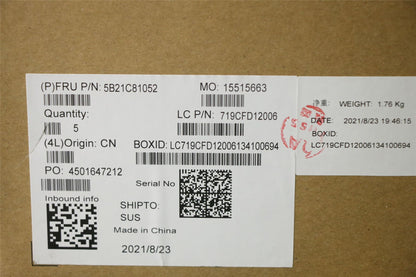 (P)FRU P/N: 5B21C81052
MO: 15515663
Quantity:
5
LC P/N: 719CFD12006
(4L)Origin: CN
BOXID: LC719CFD12006134100694
PO: 4501647212
Serial No
Inbound info
SHIPTO:
SUS
Made in China
2021/8/23
净重: WEIGHT: 1.76 Kg
DATE: 2021/8/23 19:46:15
BOXID:
LC719CFD12006134100694